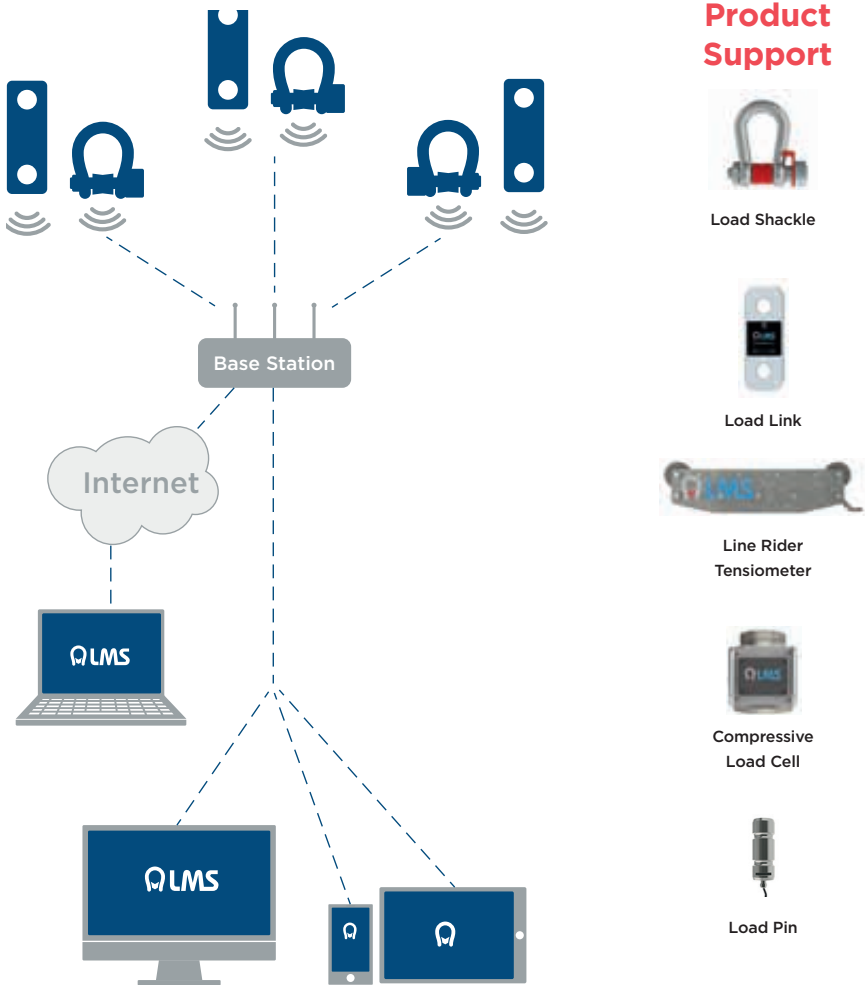 Product
Support
Load Shackle
Base Station
LMS
Load Link
Internet
LMS
Line Rider
Tensiometer
LMS
LMS
Compressive
Load Cell
LMS
Load Pin